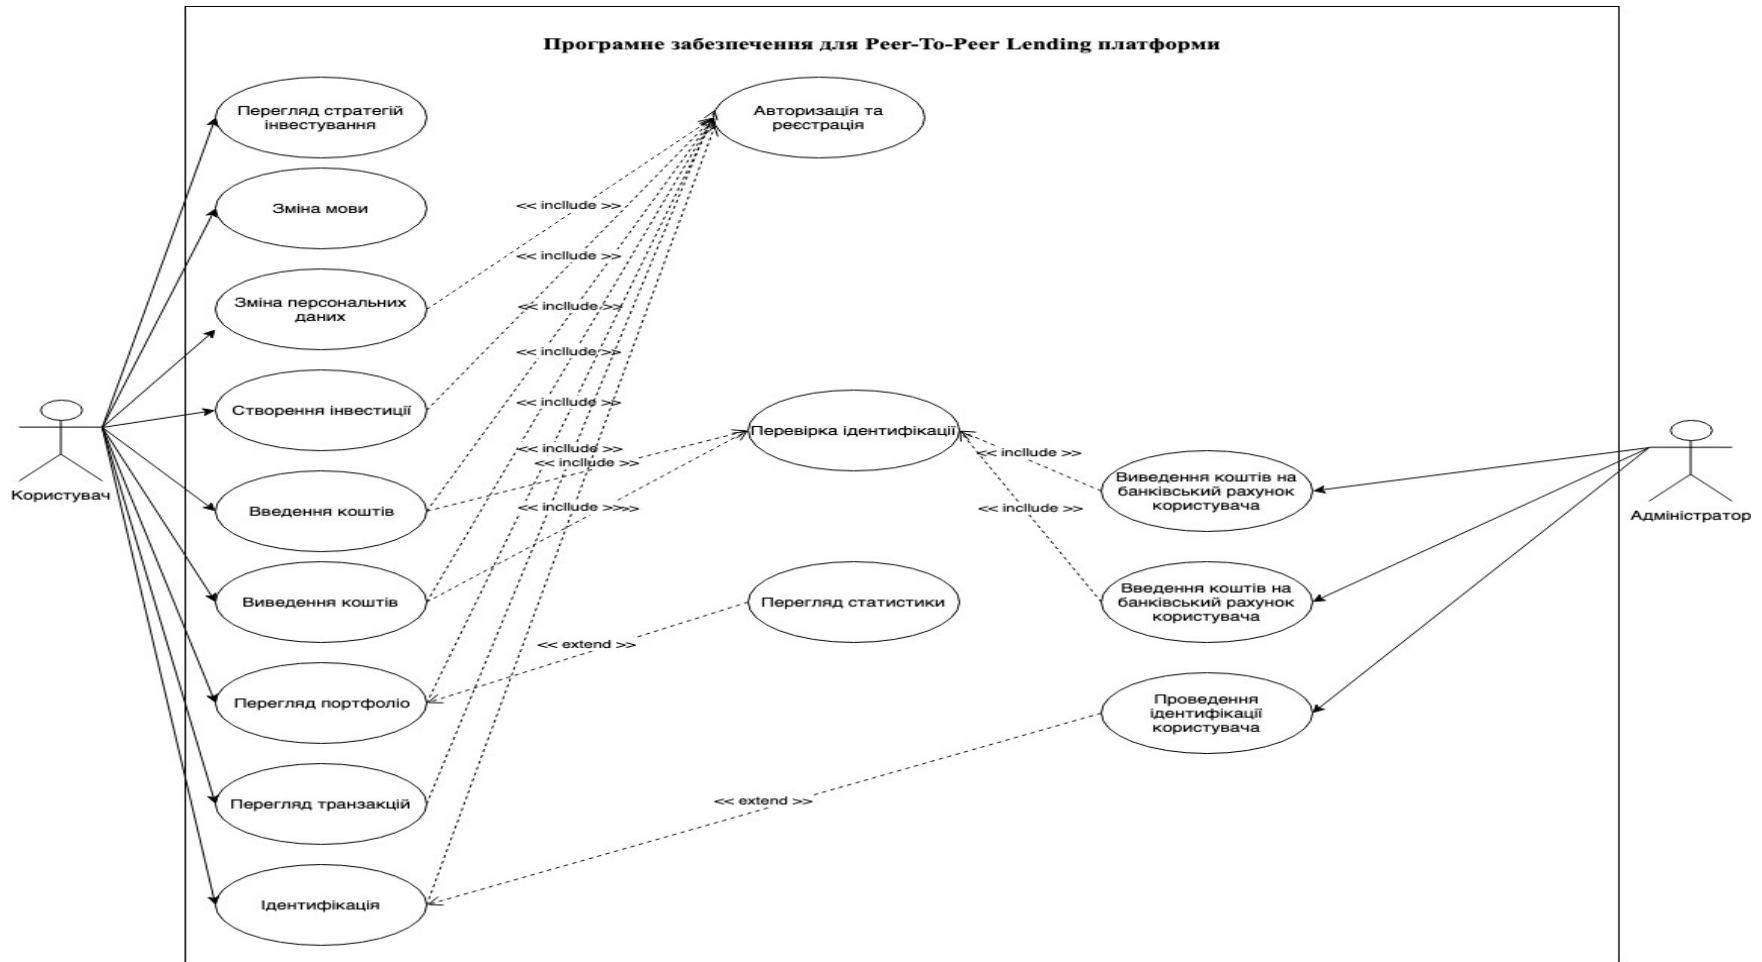 Програмне забезпечення для Peer-To-Peer Lending платформи
Перегляд стратегій
інвестування
Авторизація та
реєстрація
Зміна мови
<< incllude >>
<< incllude >>
Зміна персональних
даних
<< incllude >>
<< incllude >>
Створення інвестиції
<< incllude >>
Перевірка ідентифікації
<< incllude >>
<< incllude >>
<< incllude >>
Виведення коштів на
банківський рахунок
користувача
Користувач
Адміністратор
Введення коштів
<< incllude >>
<< incllude >>
Виведення коштів
Перегляд статистики
Введення коштів на
банківський рахунок
користувача
<< extend >>
Перегляд портфоліо
Проведення
ідентифікації
користувача
Перегляд транзакцій
<< extend >>
Ідентифікація